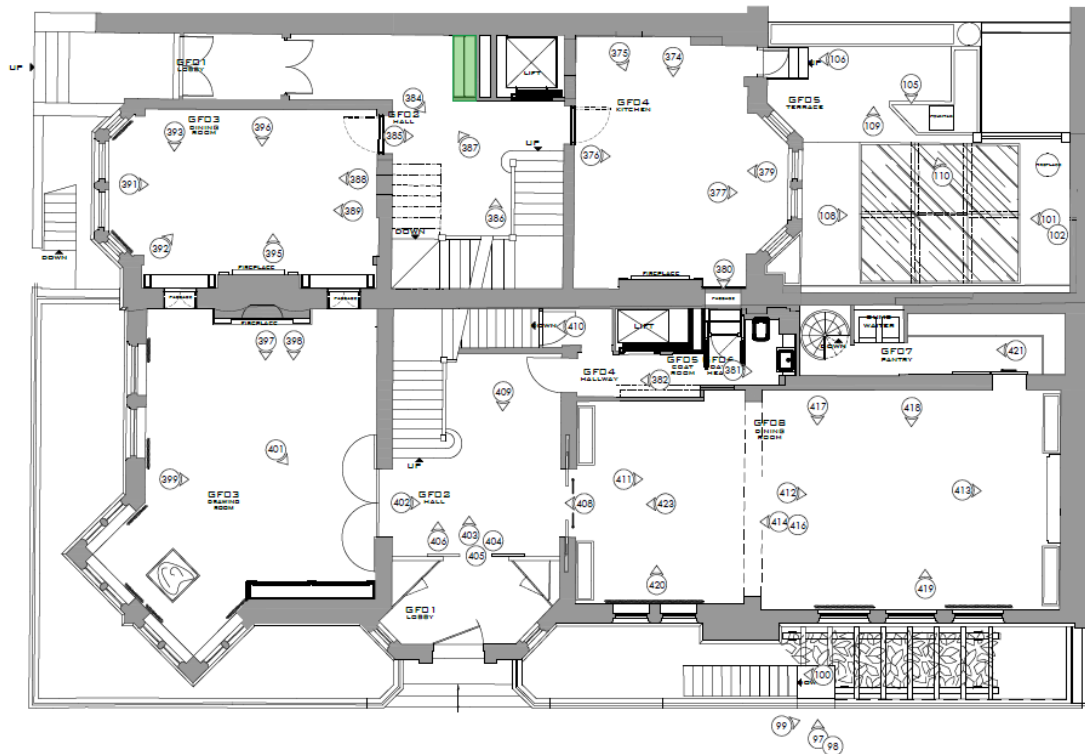 375
374
106
UP
GF01
LOBBY
LIFT
UP
105
GF04
KITCHEN
GF05
TERRACE
384
GF02
HALL
GF03
DINING
ROOM
396
393
109
385
387
UP
376
110
391
388
379
377
389
386
108
101
102
392
395
DOWN
DOWN
FIREPLACE
FIREPLACE
380
PASSAGE
PASSAGE
PASSAGE
FIREPLACE
DOWN
410
LIFT
DUMB
WAITER
DOWN
397
398
GF05
COAT
ROOM
GF07
PANTRY
421
GF04
HALLWAY
382
381
409
417
418
GF08
DINING
ROOM
401
UP
399
GF03
DRAWING
ROOM
GF02
HALL
402
408
411
423
412
413
406
403
404
405
414
416
420
419
GF01
LOBBY
100
99
97
98